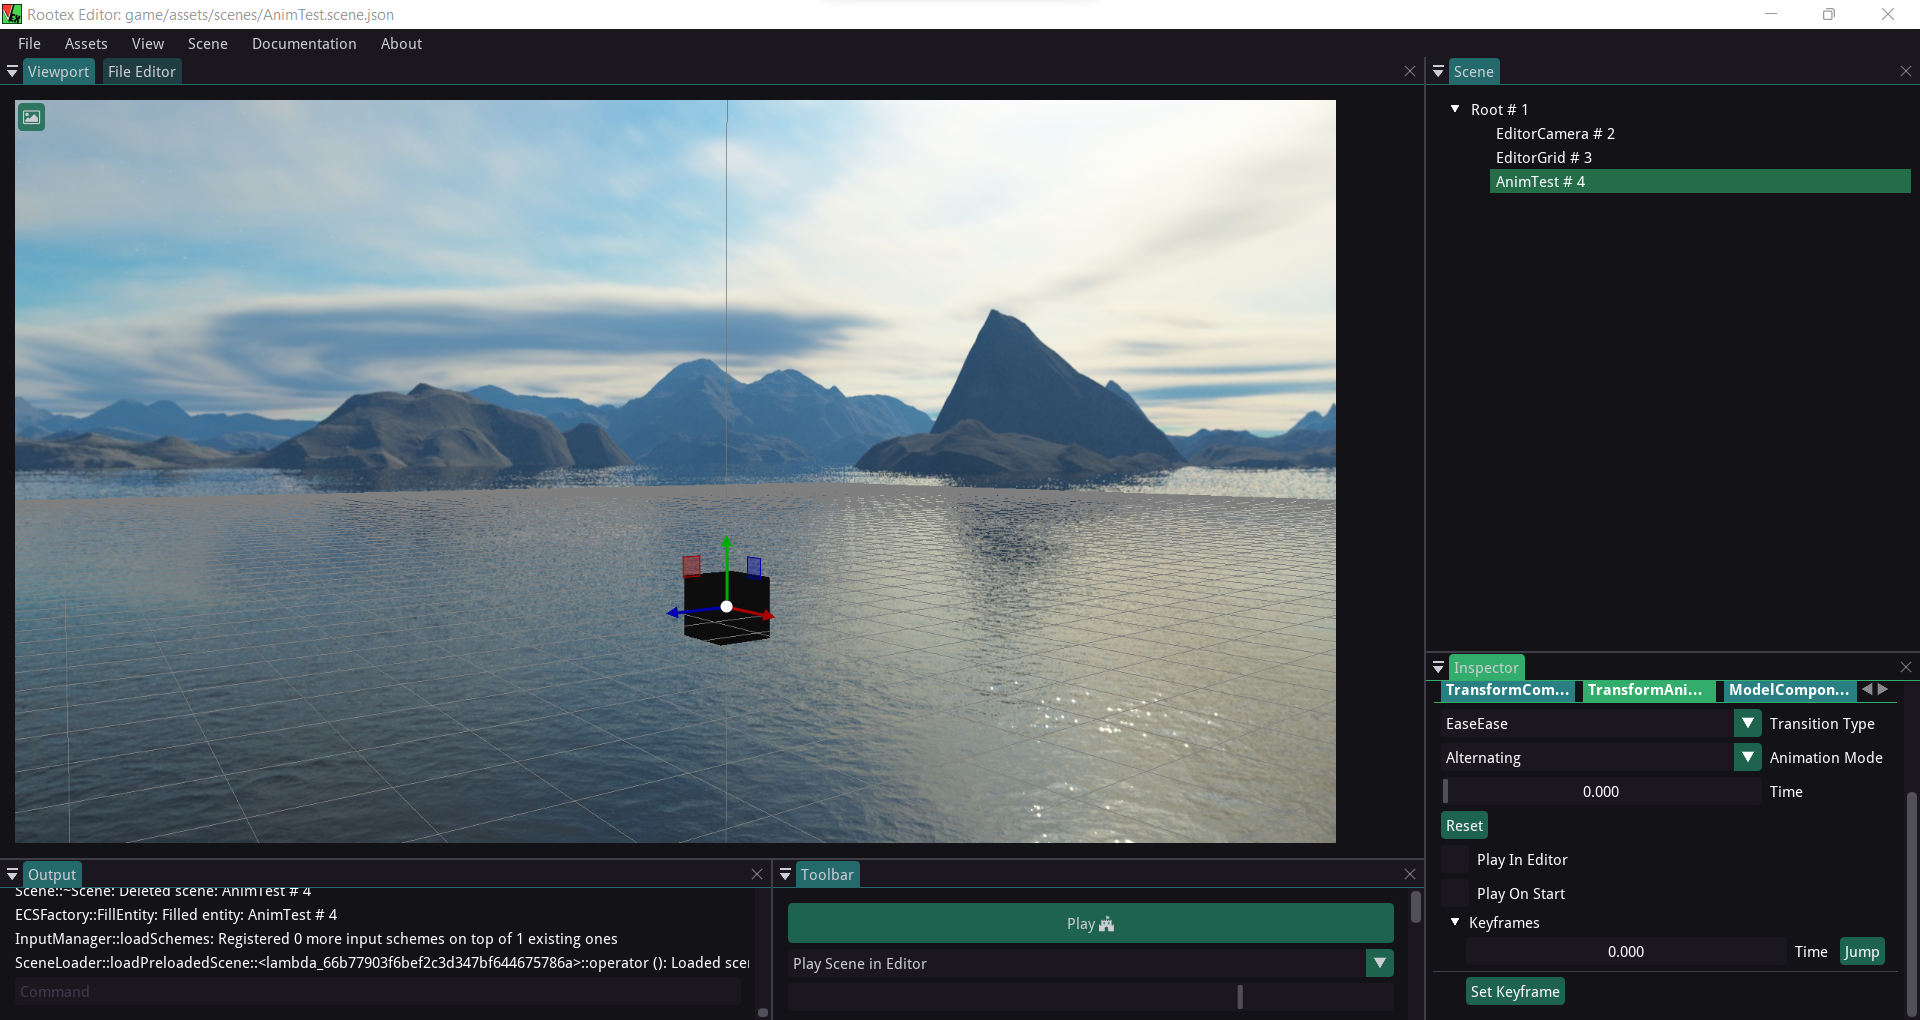 Rootex Editor: game/assets/scenes/AnimTest.scene.json
File Assets View Scene Documentation About
Viewport File Editor
Scene
Root # 1
EditorCamera # 2
EditorGrid # 3
AnimTest # 4
Inspector
TransformCom... TransformAni... ModelCompon...
EaseEase Transition Type
Alternating Animation Mode
0.000 Time
Reset
Play In Editor
Play On Start
Keyframes
0.000 Time Jump
Set Keyframe
Output
Scene::~Scene: Deleted scene: AnimTest # 4
ECSFactory::FillEntity: Filled entity: AnimTest # 4
InputManager::loadSchemes: Registered 0 more input schemes on top of 1 existing ones
SceneLoader::loadPreloadedScene::<lambda_66b77903f6bef2c3d347bf644675786a>::operator (): Loaded scen
Command
Toolbar
Play
Play Scene in Editor